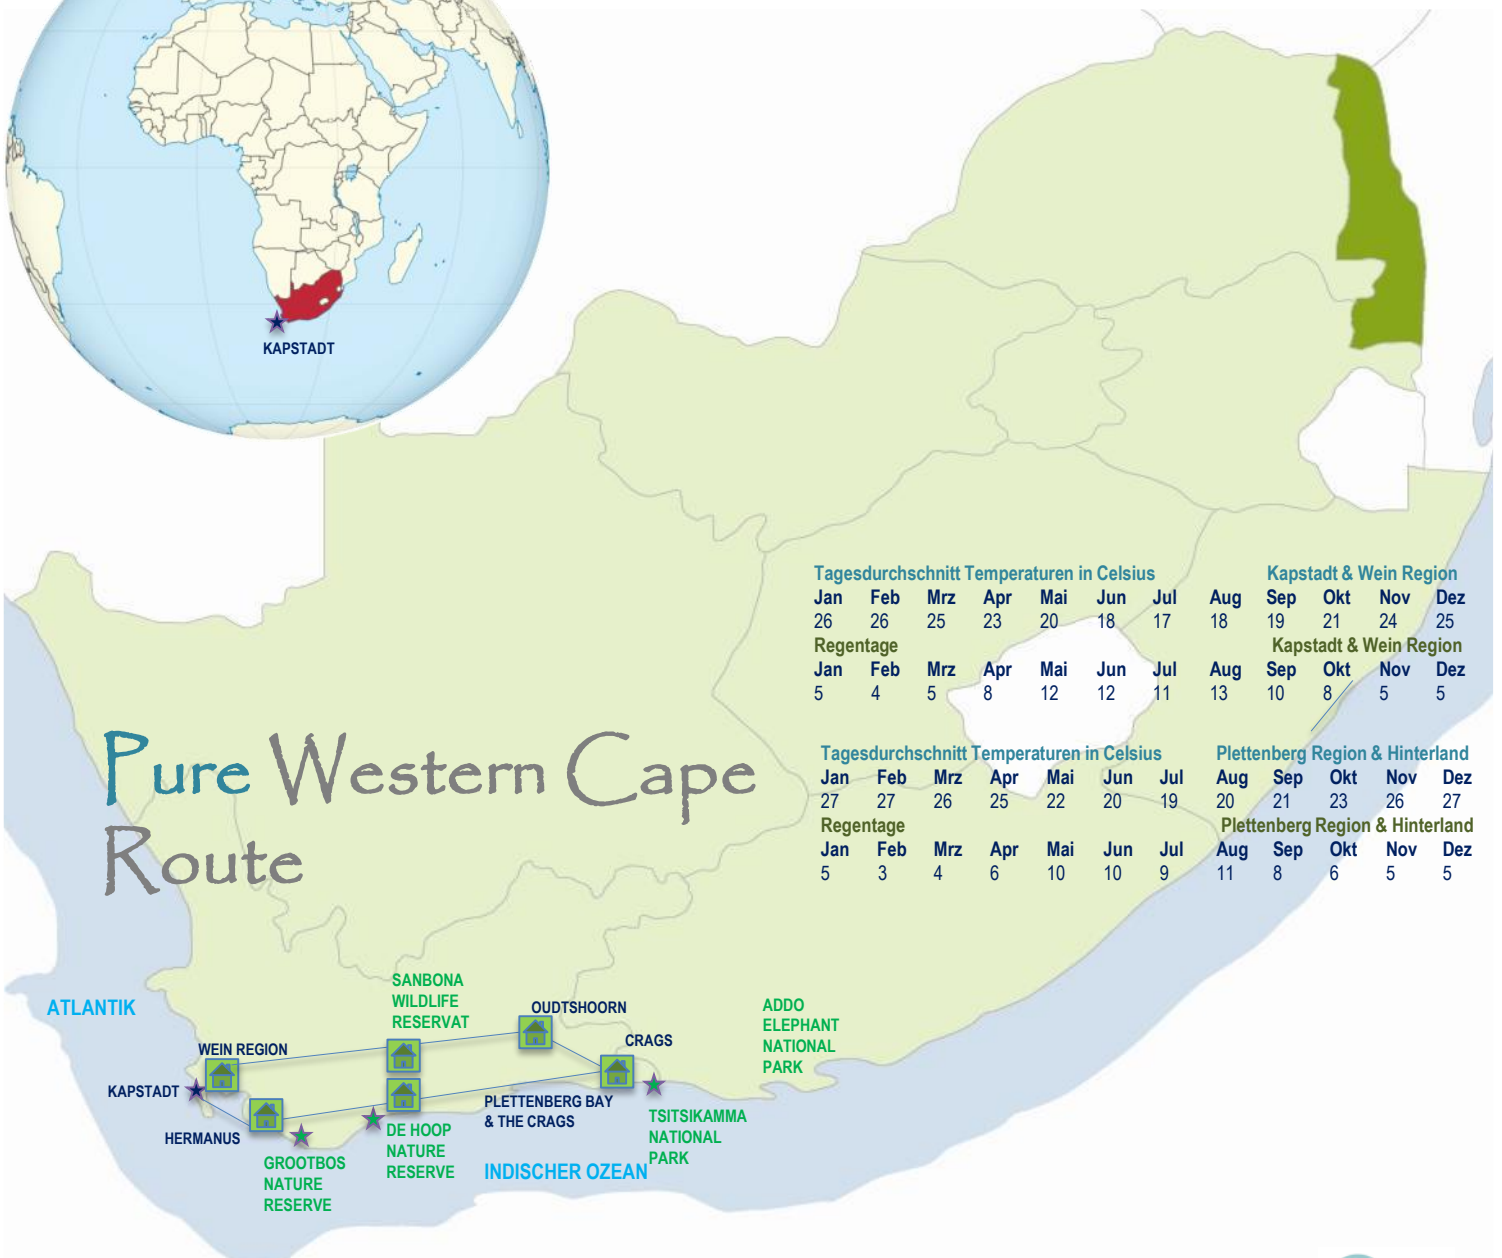 KAPSTADT
Tagesdurchschnitt Temperaturen in Celsius Kapstadt & Wein Region
Jan Feb Mrz Apr Mai Jun Jul Aug Sep Okt Nov Dez
26 26 25 23 20 18 17 18 19 21 24 25
Regentage Kapstadt & Wein Region
Jan Feb Mrz Apr Mai Jun Jul Aug Sep Okt Nov Dez
5 4 5 8 12 12 11 13 10 8 5 5
Tagesdurchschnitt Temperaturen in Celsius Plettenberg Region & Hinterland
Jan Feb Mrz Apr Mai Jun Jul Aug Sep Okt Nov Dez
27 27 26 25 22 20 19 20 21 23 26 27
Regentage Plettenberg Region & Hinterland
Jan Feb Mrz Apr Mai Jun Jul Aug Sep Okt Nov Dez
5 3 4 6 10 10 9 11 8 6 5 5
Pure Western Cape
Route
ATLANTIK
SANBONA
WILDLIFE
RESERVAT
OUDTSHOORN
ADDO
ELEPHANT
NATIONAL
PARK
WEIN REGION
CRAGS
KAPSTADT
HERMANUS
PLETTENBERG BAY
& THE CRAGS
TSITSIKAMMA
NATIONAL
PARK
DE HOOP
NATURE
RESERVE
GROOTBOS
NATURE
RESERVE
INDISCHER OZEAN